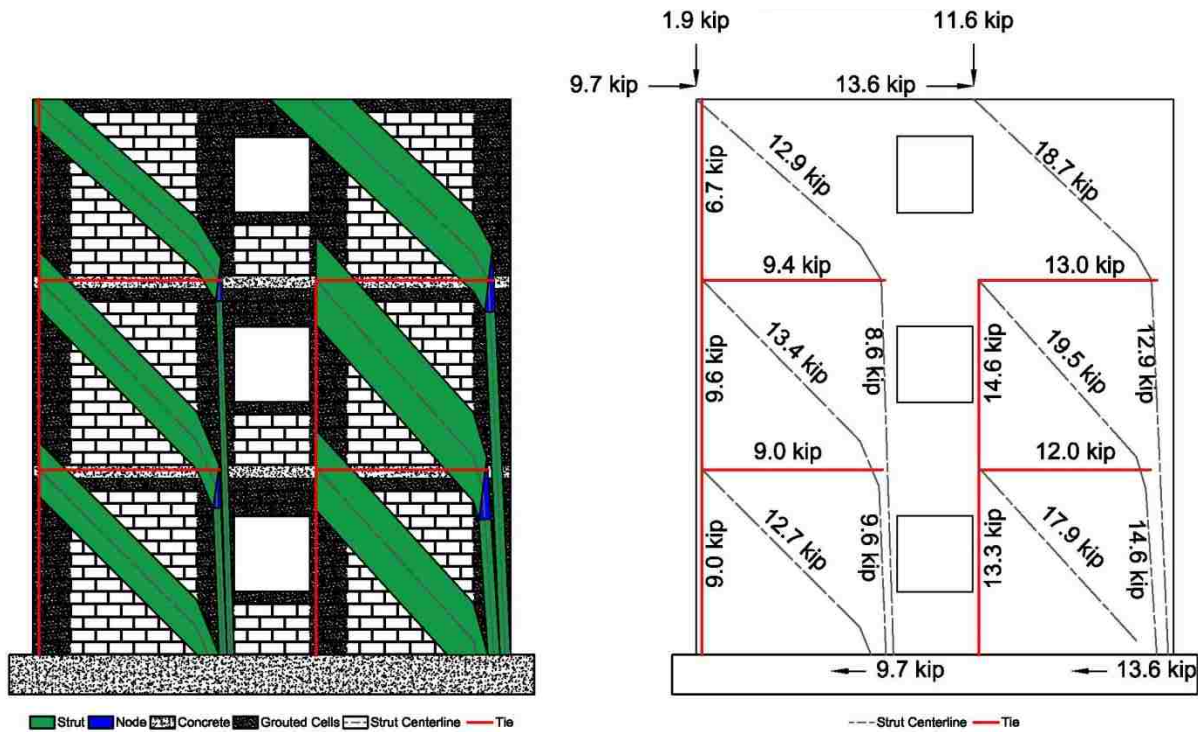 1.9 kip
11.6 kip
9.7 kip
13.6 kip
12.9 kip
18.7 kip
6.7 kip
9.4 kip
13.0 kip
9.6 kip
13.4 kip
8.6 kip
14.6 kip
19.5 kip
12.9 kip
9.0 kip
12.0 kip
9.0 kip
12.7 kip
9.6 kip
13.3 kip
17.9 kip
14.6 kip
9.7 kip
13.6 kip
Strut Node Concrete Grouted Cells Strut Centerline Tie
Strut Centerline Tie